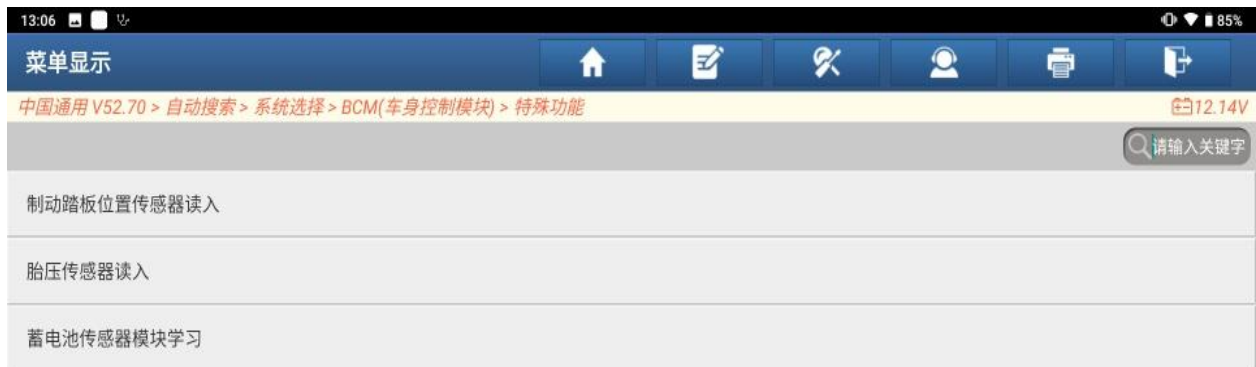 13:06 85%
菜单显示
中国通用 V52.70 > 自动搜索 > 系统选择 > BCM(车身控制模块) > 特殊功能 12.14V
请输入关键字
制动踏板位置传感器读入
胎压传感器读入
蓄电池传感器模块学习